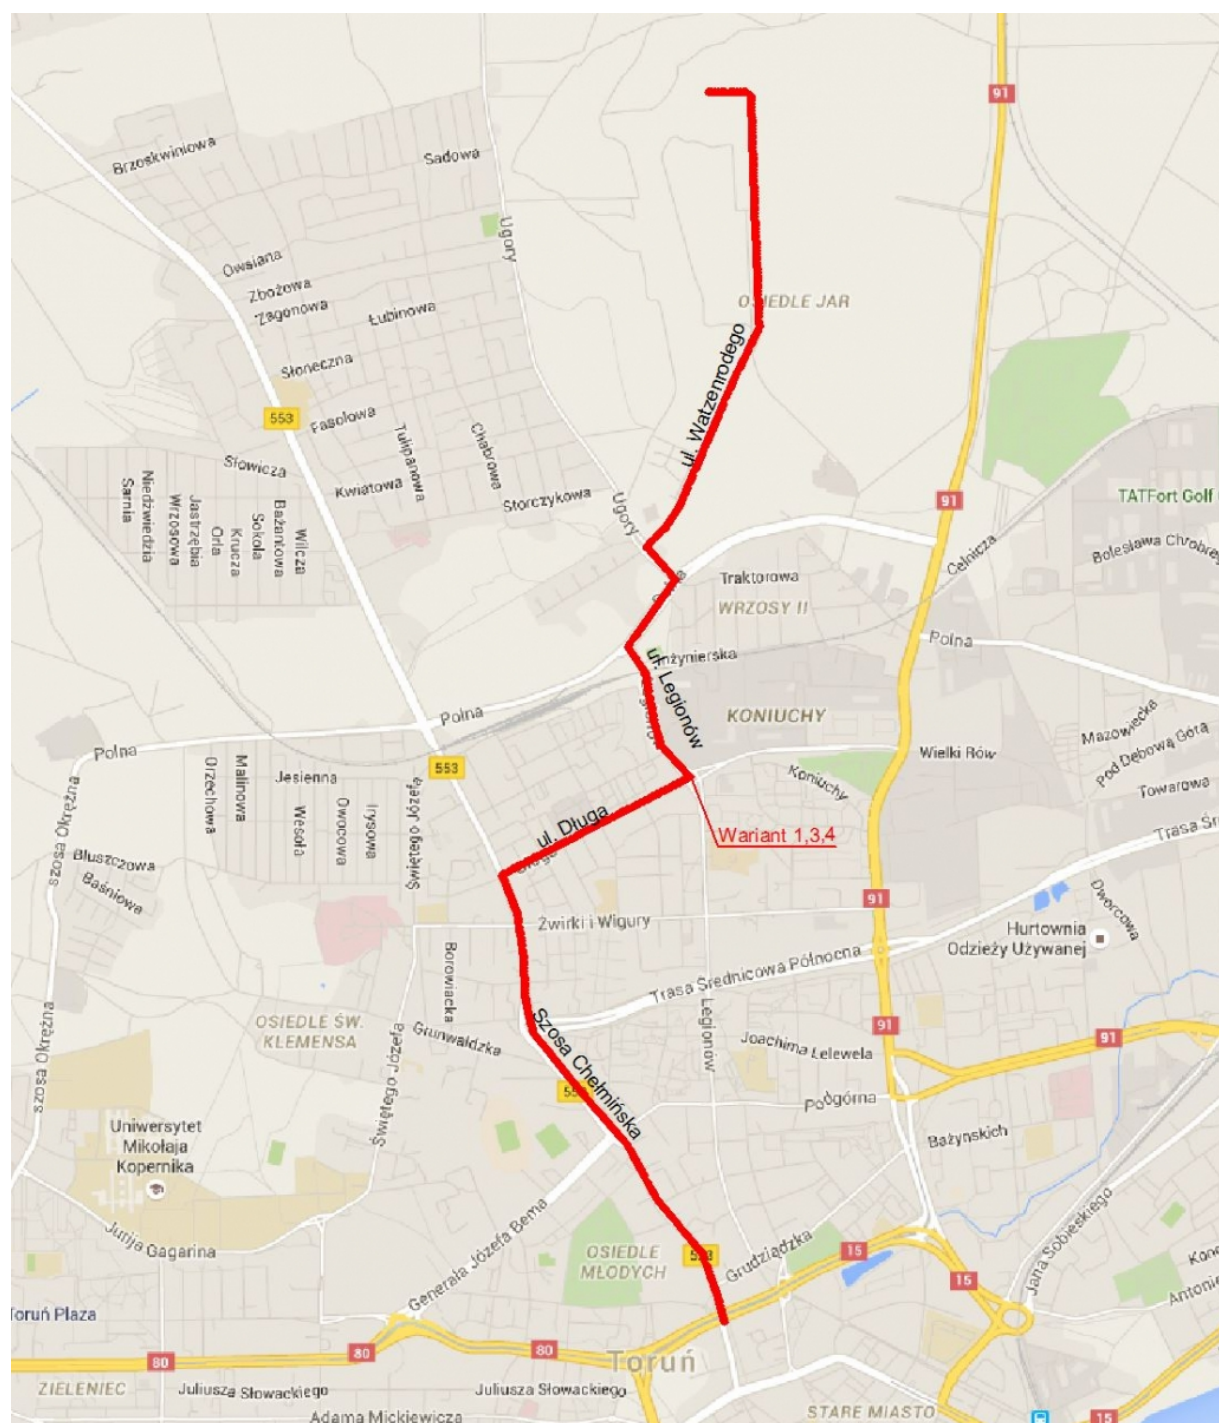 91
Brzoskwiniowa
Sadowa
Ugory
Owsiana
Zbożowa
Zagonowa
Łubinowa
OSIEDLE JAR
Słoneczna
ul. Watzenrodego
553
Fasolowa
Tulipanowa
Chabrowa
Słowicza
Kwiatowa
Storczykowa
Ugory
91
TATFort Golf
Sarnia
Niedźwiedzia
Wrzosowa
Jastrzębia
Orla
Krucza
Sokola
Bażantowa
Wilcza
Celnicza
Bolesława Chrobreg
Traktorowa
WRZOSY II
Polna
Inżynierska
ul. Legionów
Legionów
Polna
KONIUCHY
Mazowiecka
Polna
Wielki Rów
Pod Dębową Górą
553
Koniuchy
Towarowa
Orzechowa
Malinowa
Jesienna
Wesoła
Owocowa
Irysowa
Świętego Józefa
szosa Okrężna
ul. Długa
Wariant 1,3,4
Trasa Śre
Bluszczowa
Baśniowa
91
Dworcowa
Żwirki i Wigury
Hurtownia
Odzieży Używanej
Borowiacka
Trasa Średnicowa Północna
szosa Okrężna
OSIEDLE ŚW.
KLEMENSA
Grunwaldzka
Szosa Chełmińska
Legionów
91
91
Joachima Lelewela
Świętego Józefa
Podgórna
Uniwersytet
Mikołaja
Kopernika
Bażyńskich
Jurija Gagarina
Generała Józefa Bema
OSIEDLE
MŁODYCH
Grudziądzka
15
Jana Sobieskiego
15
Antonie
Toruń Plaza
80
80
80
Toruń
ZIELENIEC
Juliusza Słowackiego
Juliusza Słowackiego
Adama Mickiewicza
STARE MIASTO
15